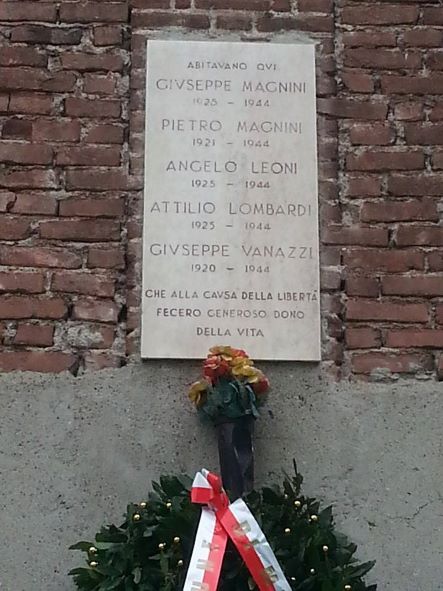 ABITAVANO QVI
GIVSEPPE MAGNINI
1925 - 1944
PIETRO MAGNINI
1921 - 1944
ANGELO LEONI
1925 - 1944
ATTILIO LOMBARDI
1925 - 1944
GIVSEPPE VANAZZI
1920 - 1944
CHE ALLA CAVSA DELLA LIBERTÁ
FECERO GENEROSO DONO
DELLA VITA